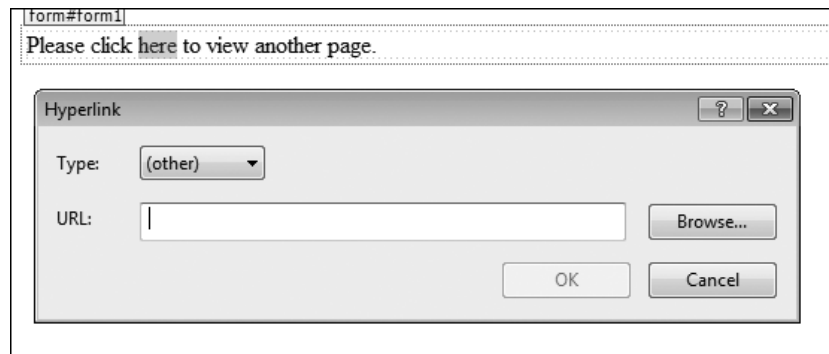 form#form1
Please click here to view another page.
Hyperlink
?
Type: (other)
URL: Browse...
OK Cancel